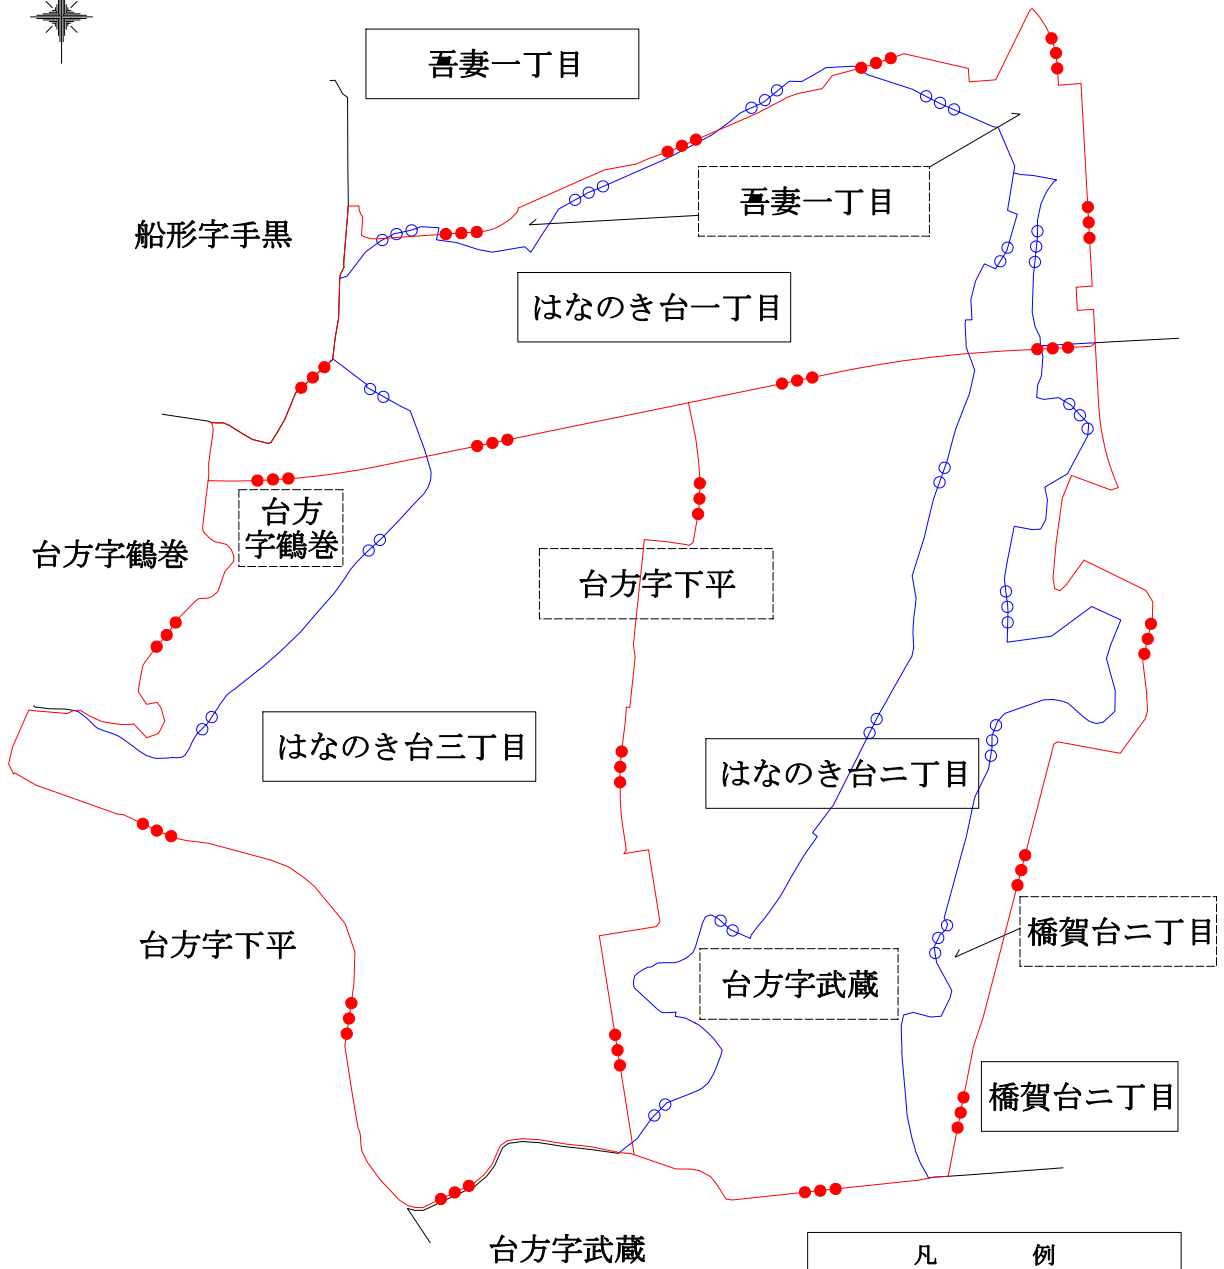 吾妻一丁目
吾妻一丁目
船形字手黒
はなのき台一丁目
台方
字鶴巻
台方字鶴巻
台方字下平
はなのき台三丁目
はなのき台二丁目
台方字下平
橋賀台二丁目
台方字武蔵
橋賀台二丁目
台方字武蔵
凡 例